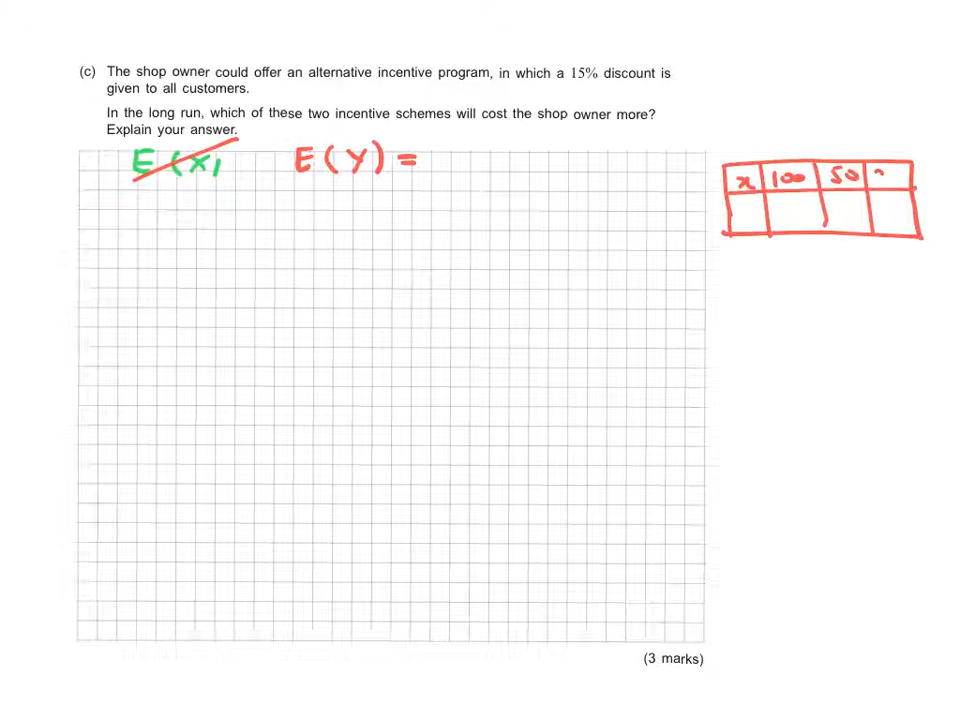 (c) The shop owner could offer an alternative incentive program, in which a 15% discount is
given to all customers.
In the long run, which of these two incentive schemes will cost the shop owner more?
Explain your answer.
E(X) E(Y) =
x 100 50
(3 marks)